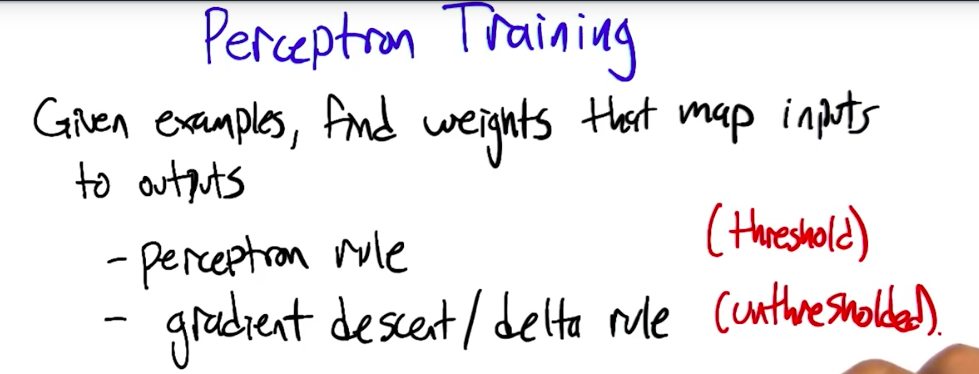 Perceptron Training
Given examples, find weights that map inputs
to outputs
- perceptron rule (threshold)
- gradient descent / delta rule (unthresholded).